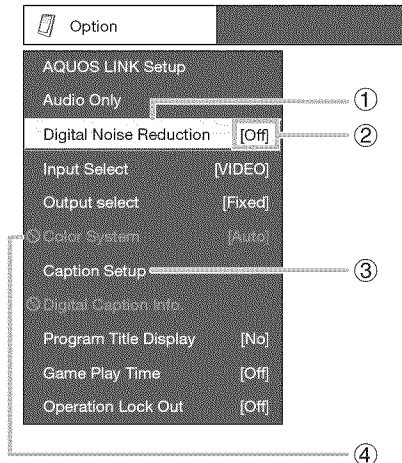 Option
AQUOS LINK Setup
Audio Only
①
Digital Noise Reduction [Off] ②
Input Select [VIDEO]
Output select [Fixed]
Color System [Auto]
Caption Setup ③
Digital Caption Info.
Program Title Display [No]
Game Play Time [Off]
Operation Lock Out [Off]
④